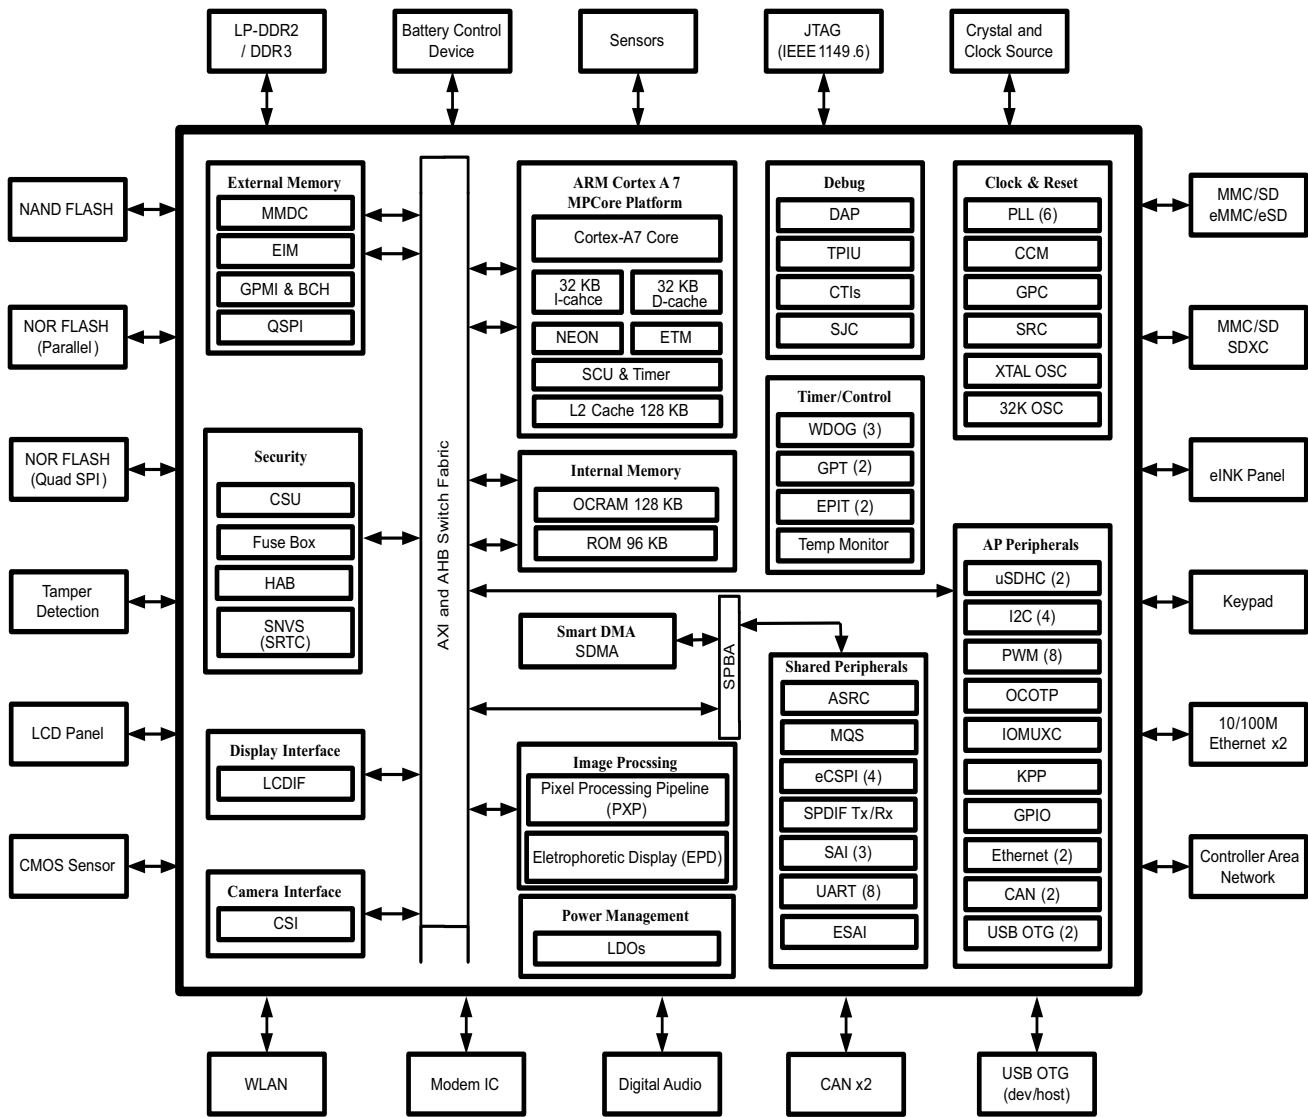 LP-DDR2
/ DDR3
Battery Control
Device
Sensors
JTAG
(IEEE 1149.6)
Crystal and
Clock Source
NAND FLASH
NOR FLASH
(Parallel)
NOR FLASH
(Quad SPI)
Tamper
Detection
LCD Panel
CMOS Sensor
External Memory
MMDC
EIM
GPMI & BCH
QSPI
Security
CSU
Fuse Box
HAB
SNVS
(SRTC)
Display Interface
LCDIF
Camera Interface
CSI
AXI and AHB Switch Fabric
ARM Cortex A 7
MPCore Platform
Cortex-A7 Core
32 KB
I-cahce
32 KB
D-cache
NEON
ETM
SCU & Timer
L2 Cache 128 KB
Internal Memory
OCRAM 128 KB
ROM 96 KB
Smart DMA
SDMA
SPBA
Image Procssing
Pixel Processing Pipeline
(PXP)
Eletrophoretic Display (EPD)
Power Management
LDOs
Debug
DAP
TPIU
CTIs
SJC
Timer/Control
WDOG (3)
GPT (2)
EPIT (2)
Temp Monitor
Shared Peripherals
ASRC
MQS
eCSPI (4)
SPDIF Tx/Rx
SAI (3)
UART (8)
ESAI
Clock & Reset
PLL (6)
CCM
GPC
SRC
XTAL OSC
32K OSC
AP Peripherals
uSDHC (2)
I2C (4)
PWM (8)
OCOTP
IOMUXC
KPP
GPIO
Ethernet (2)
CAN (2)
USB OTG (2)
MMC/SD
eMMC/eSD
MMC/SD
SDXC
eINK Panel
Keypad
10/100M
Ethernet x2
Controller Area
Network
WLAN
Modem IC
Digital Audio
CAN x2
USB OTG
(dev/host)